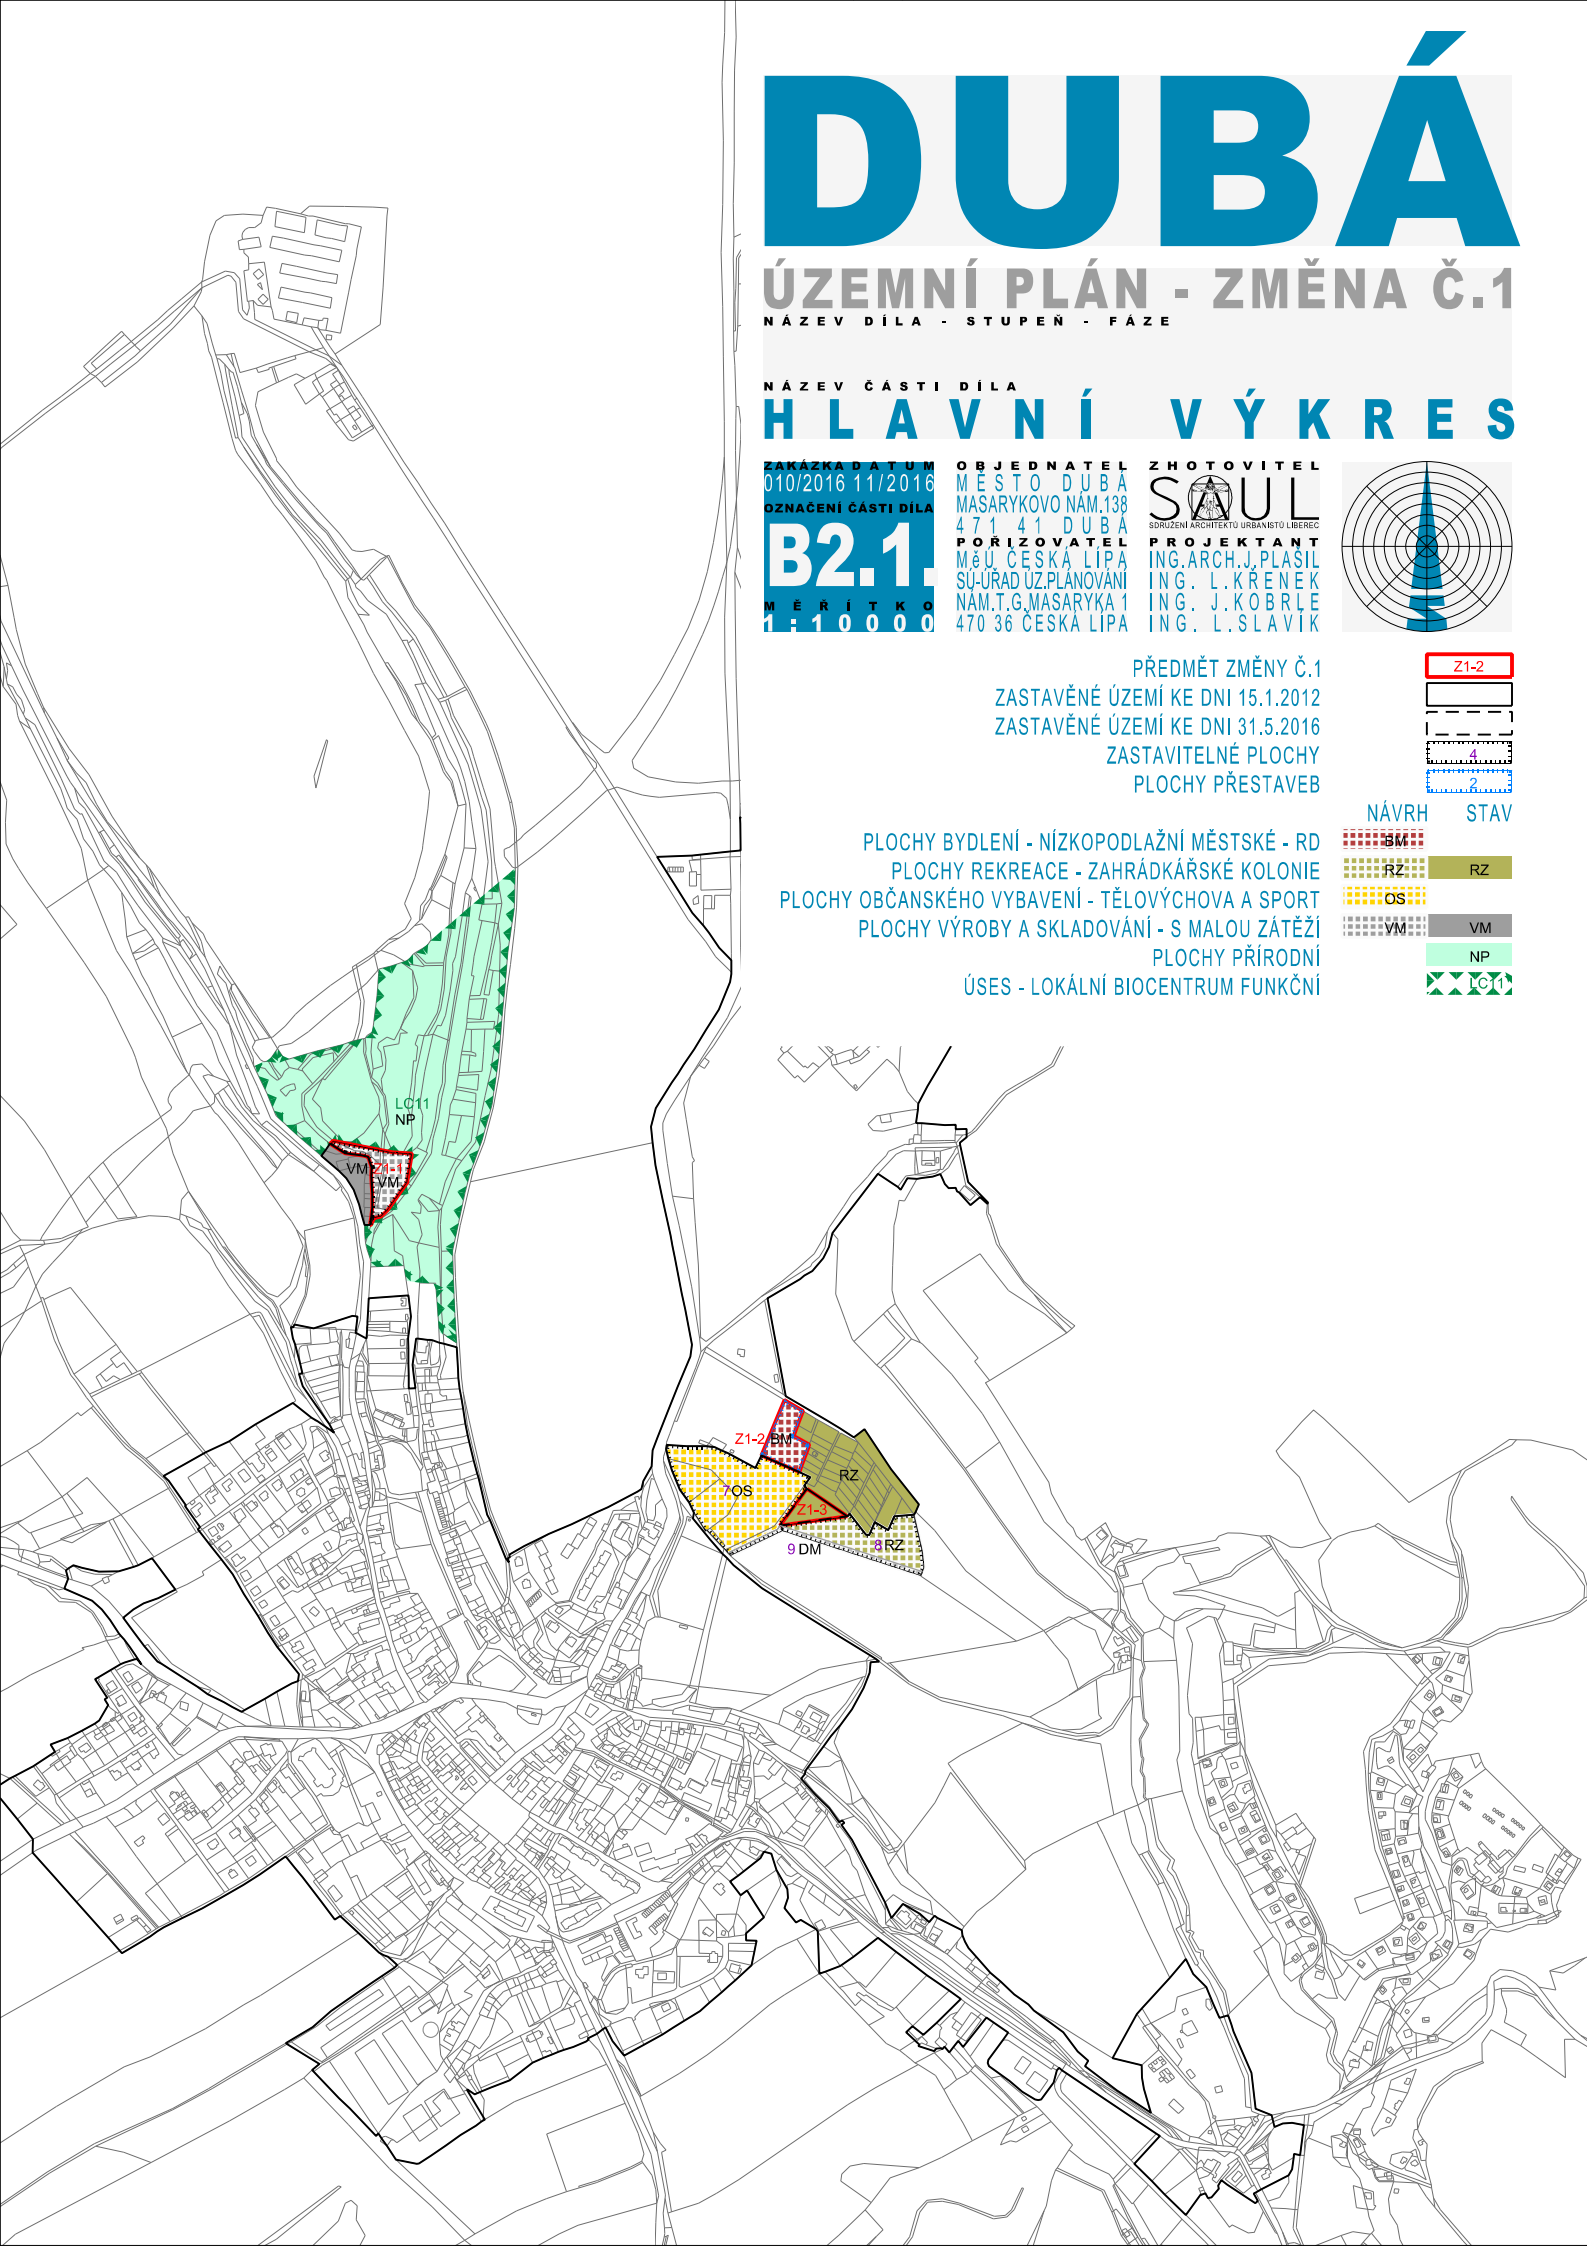 DUBÁ
ÚZEMNÍ PLÁN - ZMĚNA Č.1
NÁZEV DÍLA - STUPEŇ - FÁZE
NÁZEV ČÁSTI DÍLA
HLAVNÍ VÝKRES
ZAKÁZKA DATUM
010/2016 11/2016
OZNAČENÍ ČÁSTI DÍLA
B2.1.
MĚŘÍTKO
1:10000
OBJEDNATEL
MĚSTO DUBÁ
MASARYKOVO NÁM.138
471 41 DUBÁ
POŘIZOVATEL
MěÚ ČESKÁ LÍPA
SÚ-ÚŘAD ÚZ.PLÁNOVÁNÍ
NÁM.T.G.MASARYKA 1
470 36 ČESKÁ LÍPA
ZHOTOVITEL
SAUL
SDRUŽENÍ ARCHITEKTŮ URBANISTŮ LIBEREC
PROJEKTANT
ING.ARCH.J.PLAŠIL
ING. L.KŘENEK
ING. J.KOBRLE
ING. L.SLAVÍK
PŘEDMĚT ZMĚNY Č.1 Z1-2
ZASTAVĚNÉ ÚZEMÍ KE DNI 15.1.2012
ZASTAVĚNÉ ÚZEMÍ KE DNI 31.5.2016
ZASTAVITELNÉ PLOCHY 4
PLOCHY PŘESTAVEB 2
NÁVRH STAV
PLOCHY BYDLENÍ - NÍZKOPODLAŽNÍ MĚSTSKÉ - RD BM
PLOCHY REKREACE - ZAHRÁDKÁŘSKÉ KOLONIE RZ RZ
PLOCHY OBČANSKÉHO VYBAVENÍ - TĚLOVÝCHOVA A SPORT OS
PLOCHY VÝROBY A SKLADOVÁNÍ - S MALOU ZÁTĚŽÍ VM VM
PLOCHY PŘÍRODNÍ NP
ÚSES - LOKÁLNÍ BIOCENTRUM FUNKČNÍ LC11
LC11
NP
VM Z1-1
VM
Z1-2 BM
RZ
7 OS
Z1-3
9 DM
8 RZ